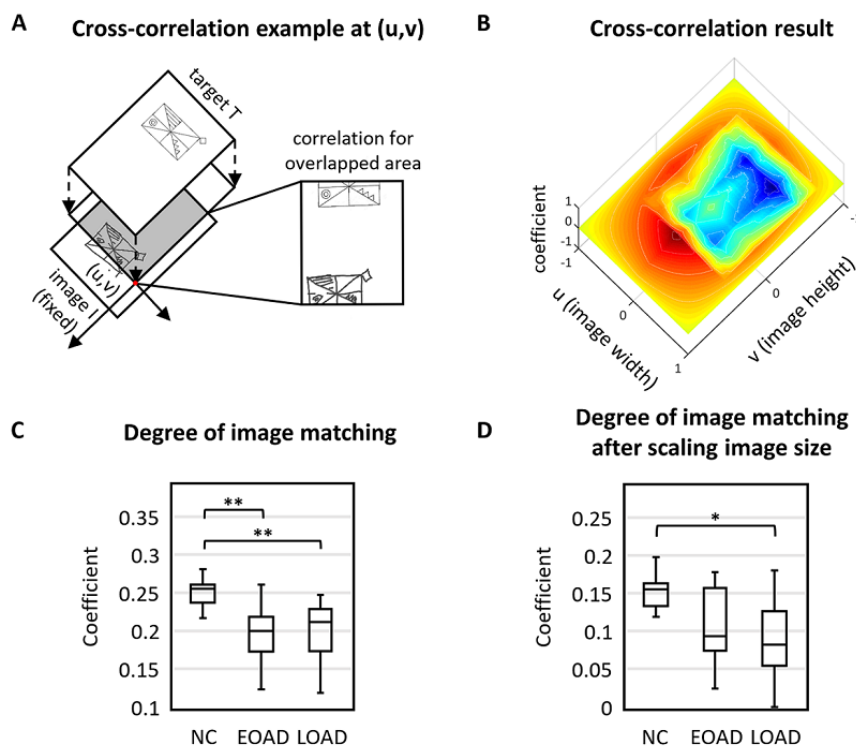 A Cross-correlation example at (u,v)
target T
correlation for
overlapped area
(u,v)
image I
(fixed)
B Cross-correlation result
coefficient
1
0
-1
-1
0
1
u (image width)
0
v (image height)
C Degree of image matching
Coefficient
0.35
0.3
0.25
0.2
0.15
0.1
**
**
NC EOAD LOAD
D Degree of image matching
after scaling image size
Coefficient
0.25
0.2
0.15
0.1
0.05
0
*
NC EOAD LOAD